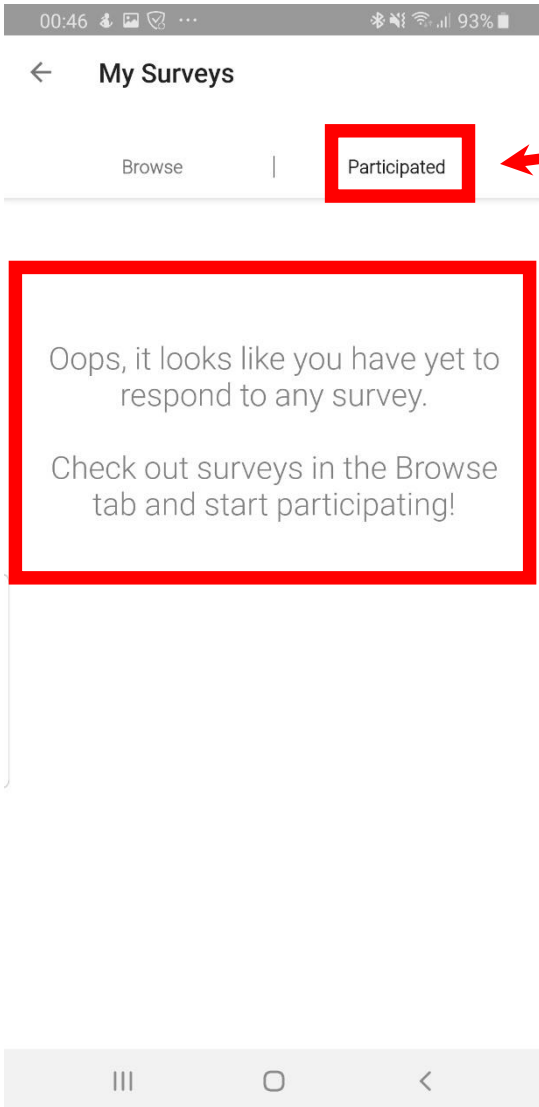 00:46 93%
My Surveys
Browse | Participated
Oops, it looks like you have yet to
respond to any survey.
Check out surveys in the Browse
tab and start participating!